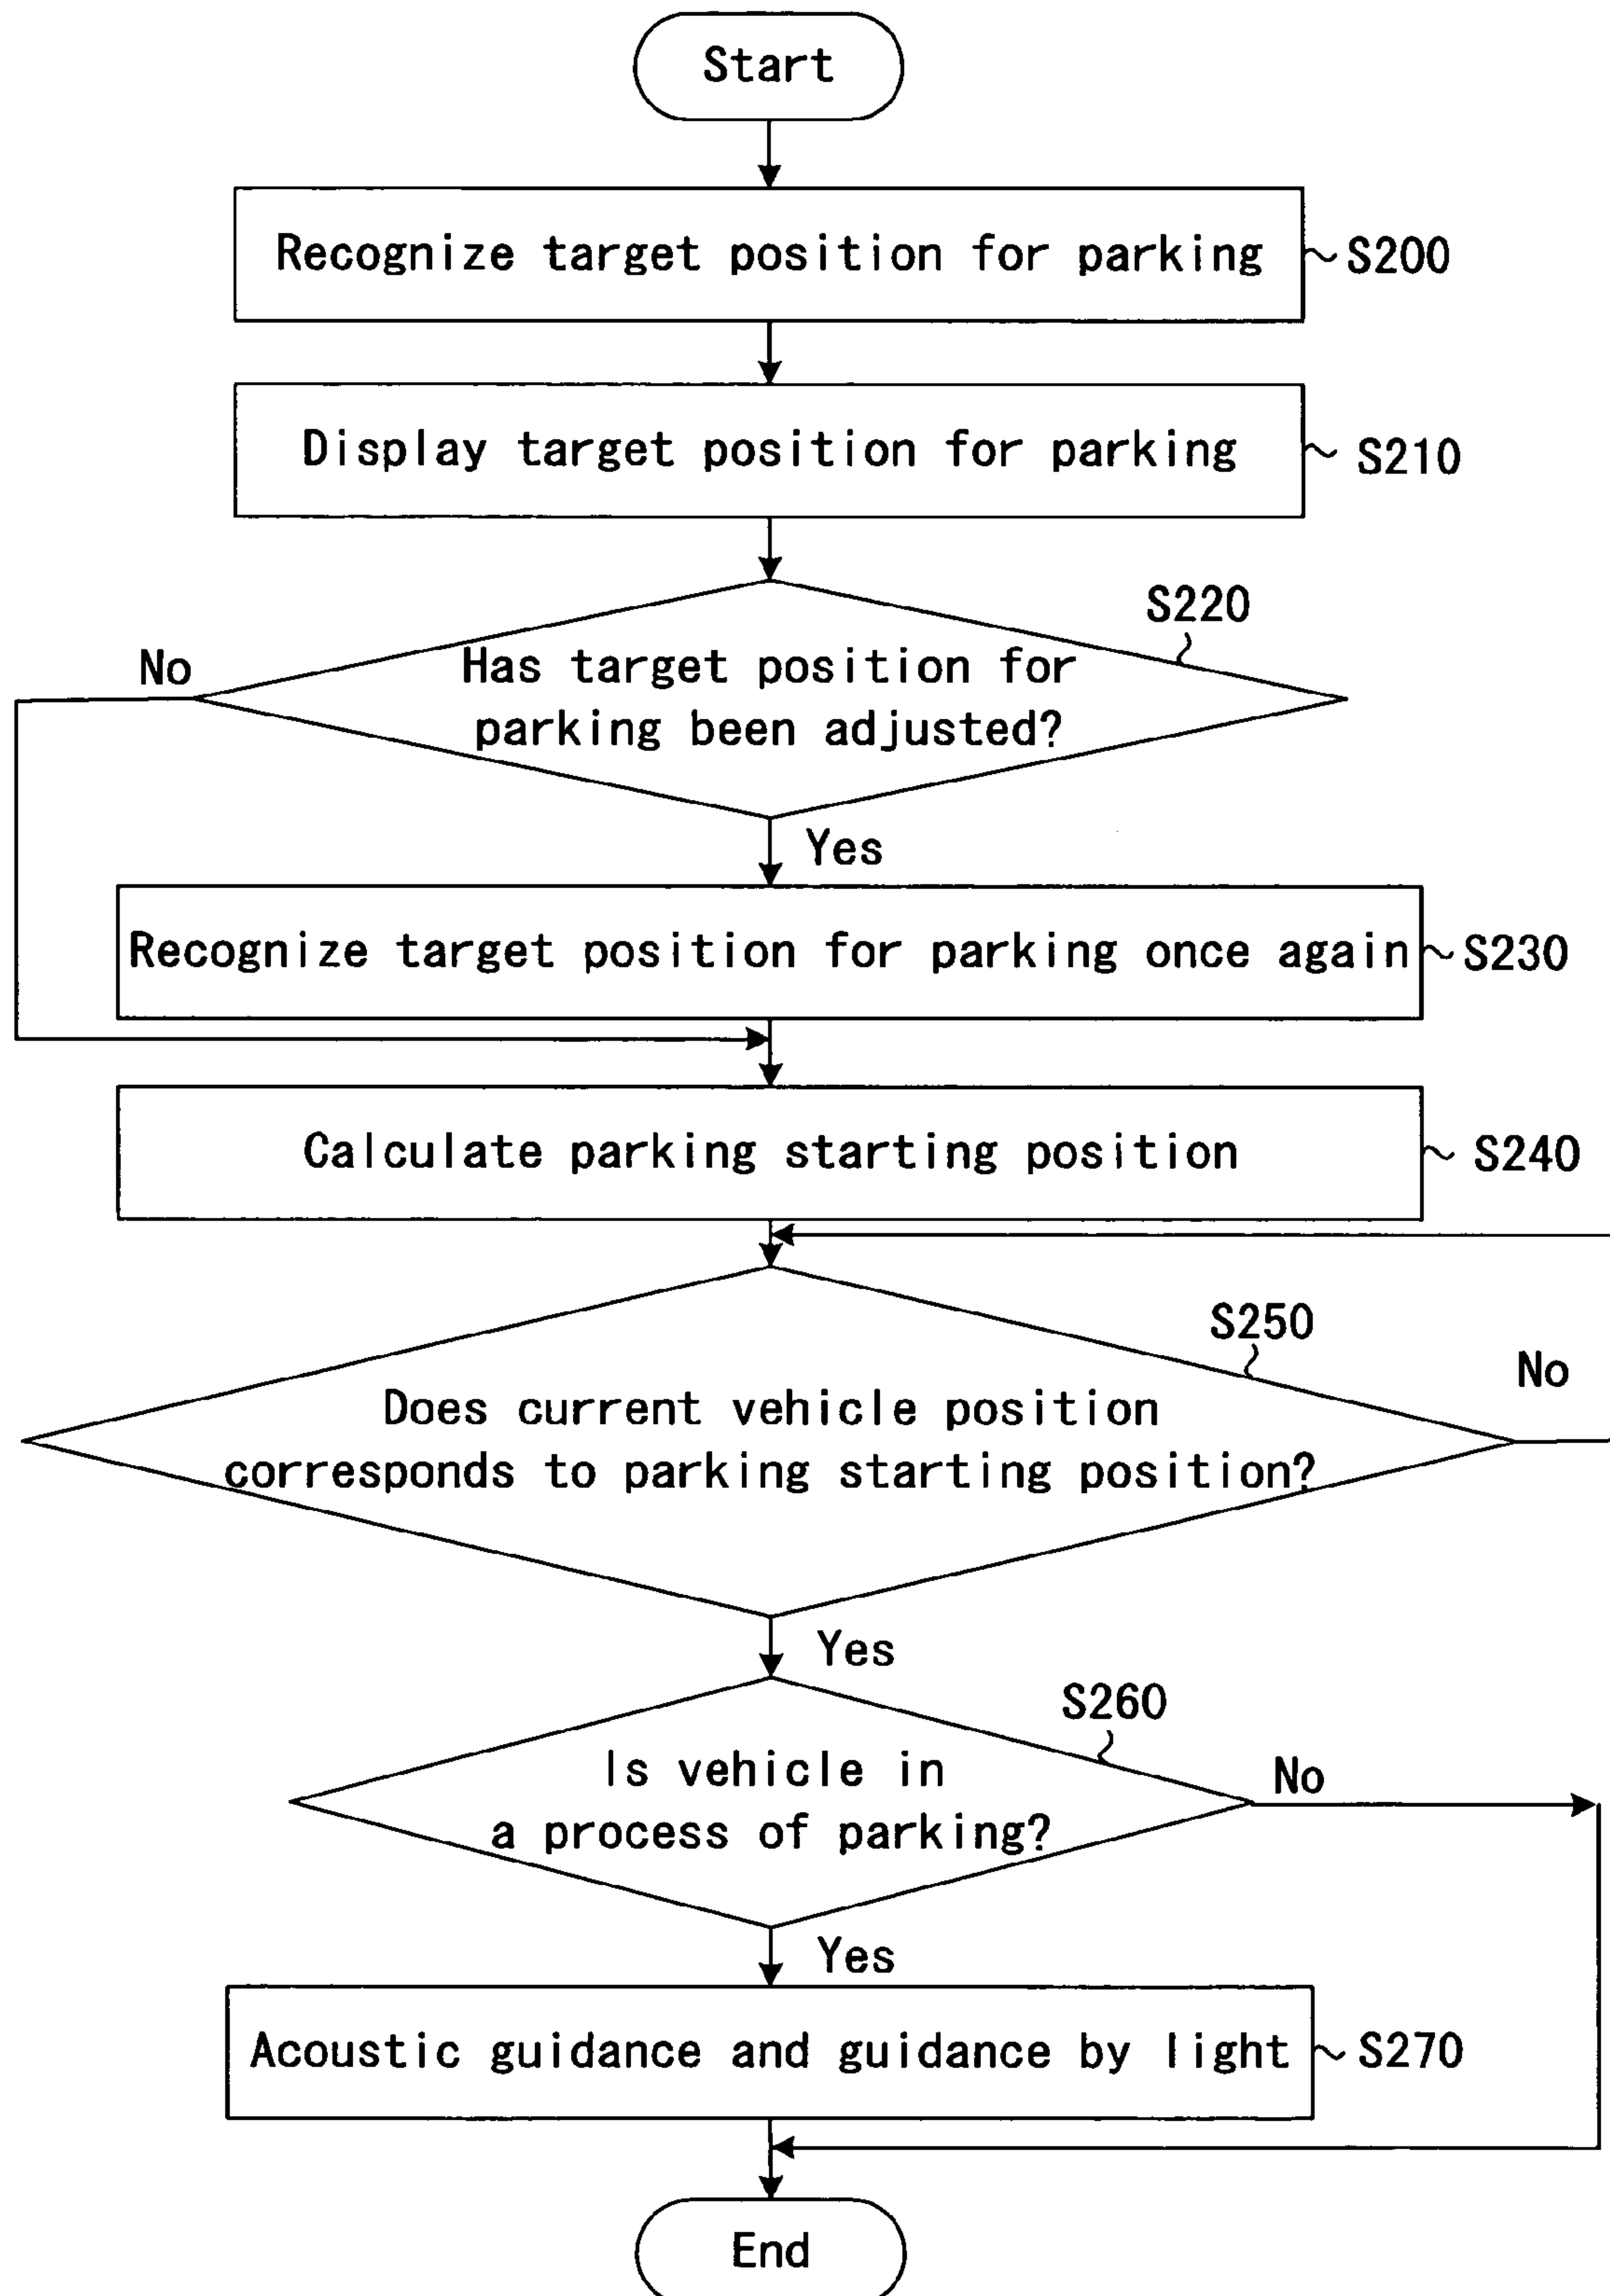 Start
Recognize target position for parking
S200
Display target position for parking
S210
S220
No
Has target position for
parking been adjusted?
Yes
Recognize target position for parking once again
S230
Calculate parking starting position
S240
S250
No
Does current vehicle position
corresponds to parking starting position?
Yes
S260
Is vehicle in
a process of parking?
No
Yes
Acoustic guidance and guidance by light
S270
End